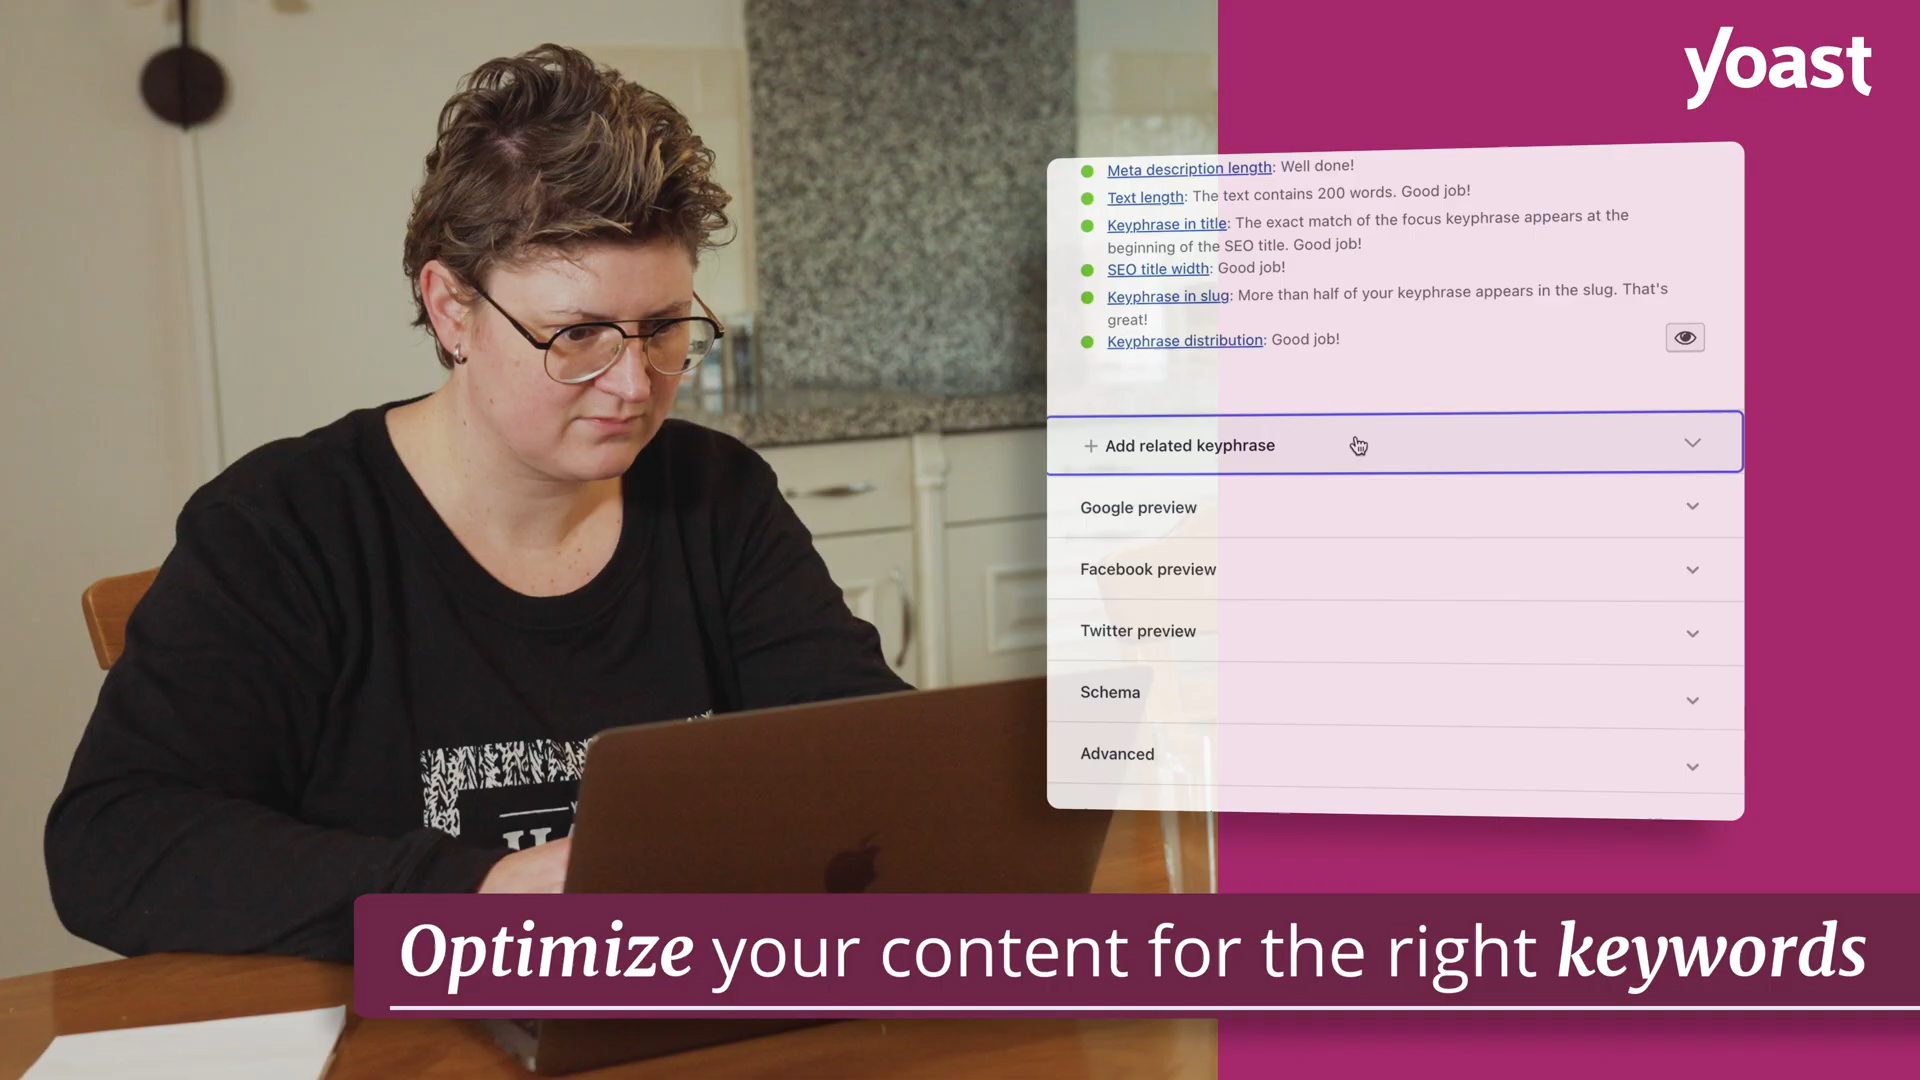 yoast
Meta description length: Well done!
Text length: The text contains 200 words. Good job!
Keyphrase in title: The exact match of the focus keyphrase appears at the
beginning of the SEO title. Good job!
SEO title width: Good job!
Keyphrase in slug: More than half of your keyphrase appears in the slug. That's
great!
Keyphrase distribution: Good job!
+ Add related keyphrase
Google preview
Facebook preview
Twitter preview
Schema
Advanced
Optimize your content for the right keywords